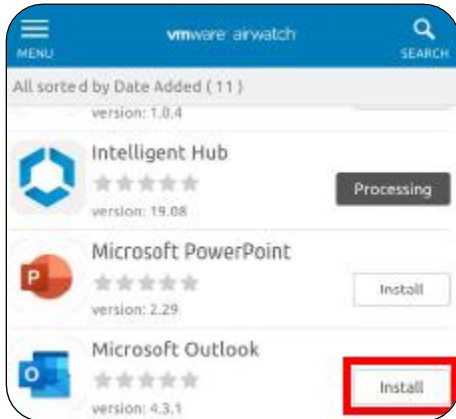 MENU
vmware airwatch
SEARCH
All sorted by Date Added ( 11 )
version: 1.0.4
Intelligent Hub
Processing
version: 19.08
Microsoft PowerPoint
P
Install
version: 2.29
Microsoft Outlook
O
Install
version: 4.3.1